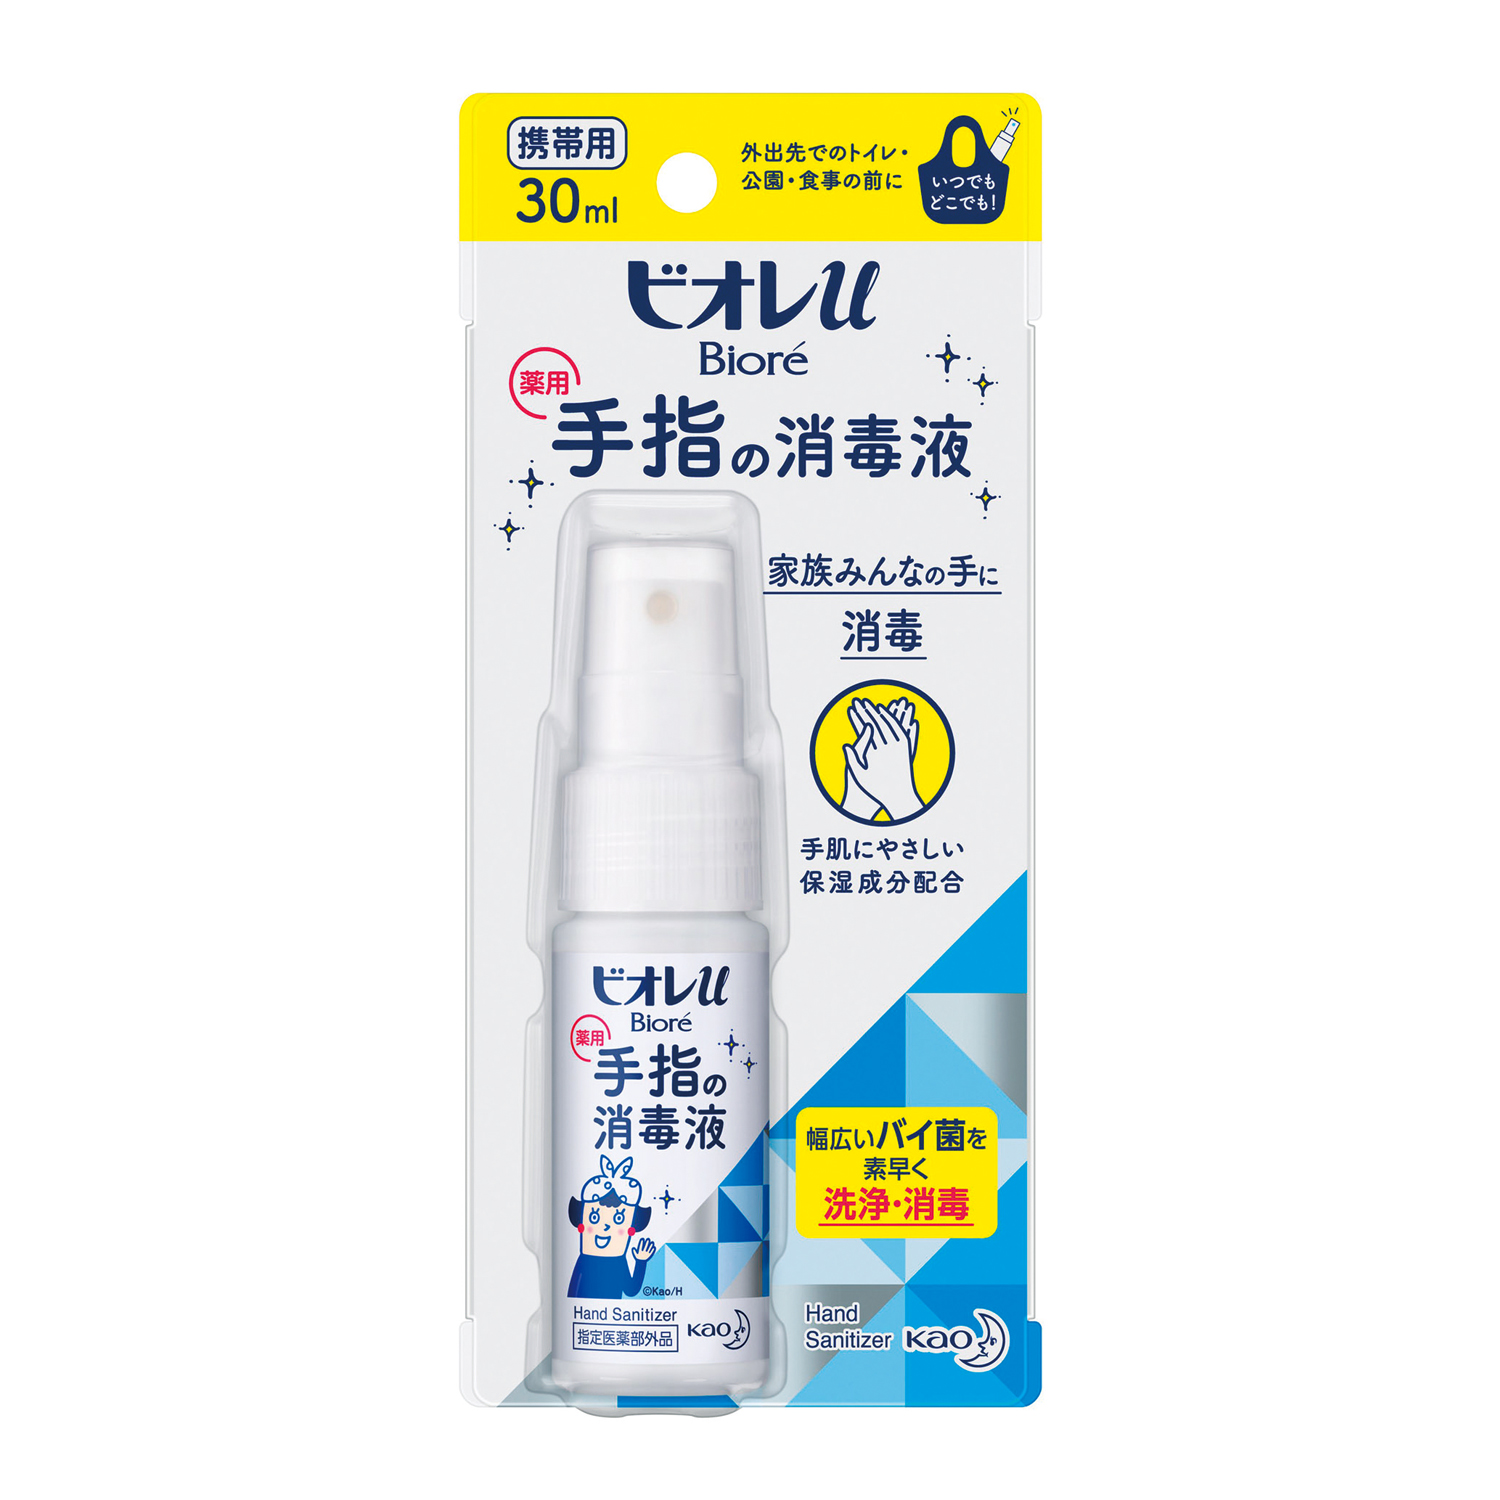 携帯用
30ml
外出先でのトイレ・
公園・食事の前に
いつでも
どこでも!
ビオレu
Bioré
薬用
手指の消毒液
家族みんなの手に
消毒
手肌にやさしい
保湿成分配合
ビオレu
Bioré
薬用
手指の
消毒液
©Kao/H
Hand Sanitizer
指定医薬部外品
Kao
幅広いバイ菌を
素早く
洗浄・消毒
Hand
Sanitizer
Kao